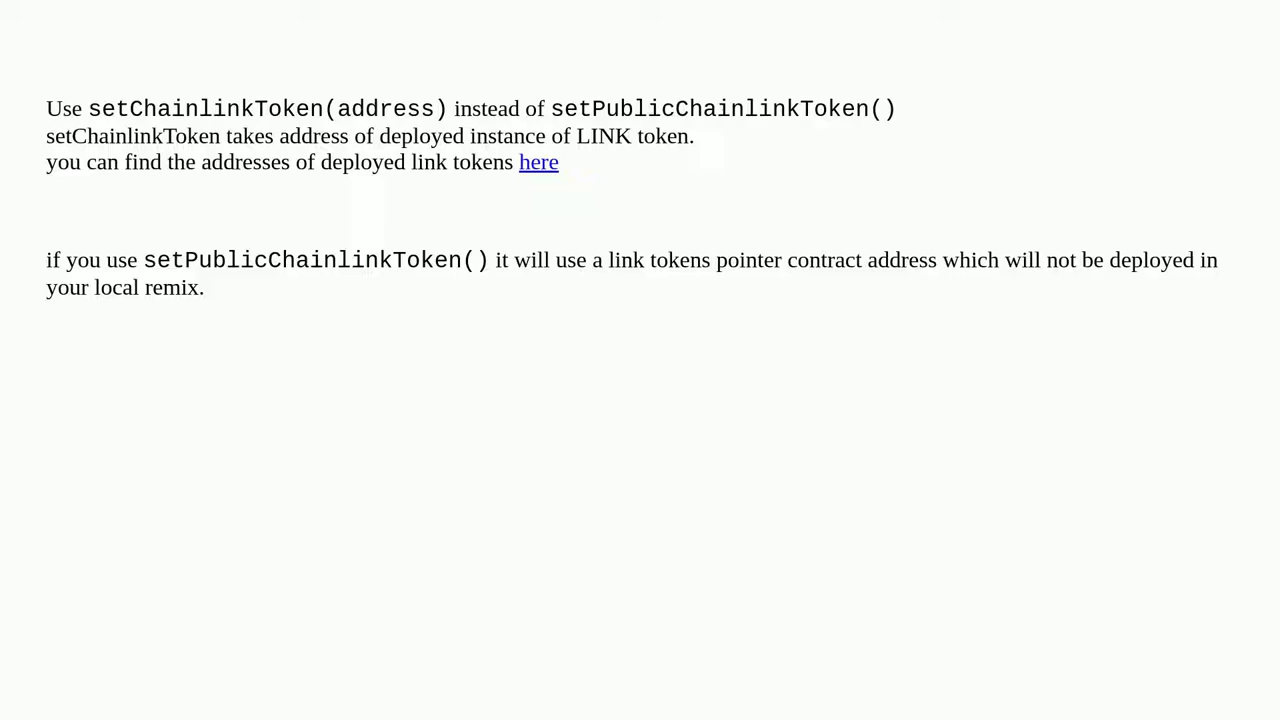 Use setChainlinkToken(address) instead of setPublicChainlinkToken()
setChainlinkToken takes address of deployed instance of LINK token.
you can find the addresses of deployed link tokens here
if you use setPublicChainlinkToken() it will use a link tokens pointer contract address which will not be deployed in
your local remix.